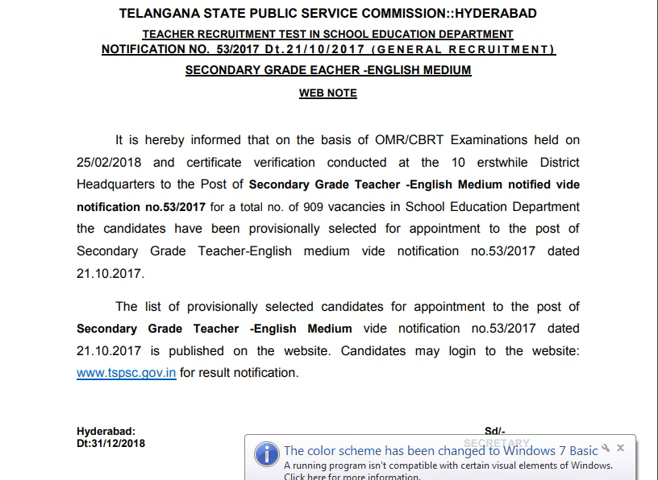 TELANGANA STATE PUBLIC SERVICE COMMISSION::HYDERABAD
TEACHER RECRUITMENT TEST IN SCHOOL EDUCATION DEPARTMENT
NOTIFICATION NO. 53/2017 Dt.21/10/2017 (GENERAL RECRUITMENT)
SECONDARY GRADE EACHER -ENGLISH MEDIUM
WEB NOTE
It is hereby informed that on the basis of OMR/CBRT Examinations held on
25/02/2018 and certificate verification conducted at the 10 erstwhile District
Headquarters to the Post of Secondary Grade Teacher -English Medium notified vide
notification no.53/2017 for a total no. of 909 vacancies in School Education Department
the candidates have been provisionally selected for appointment to the post of
Secondary Grade Teacher-English medium vide notification no.53/2017 dated
21.10.2017.
The list of provisionally selected candidates for appointment to the post of
Secondary Grade Teacher -English Medium vide notification no.53/2017 dated
21.10.2017 is published on the website. Candidates may login to the website:
www.tspsc.gov.in for result notification.
Hyderabad: Sd/-
Dt:31/12/2018 SECRETARY
The color scheme has been changed to Windows 7 Basic
A running program isn't compatible with certain visual elements of Windows.
Click here for more information.